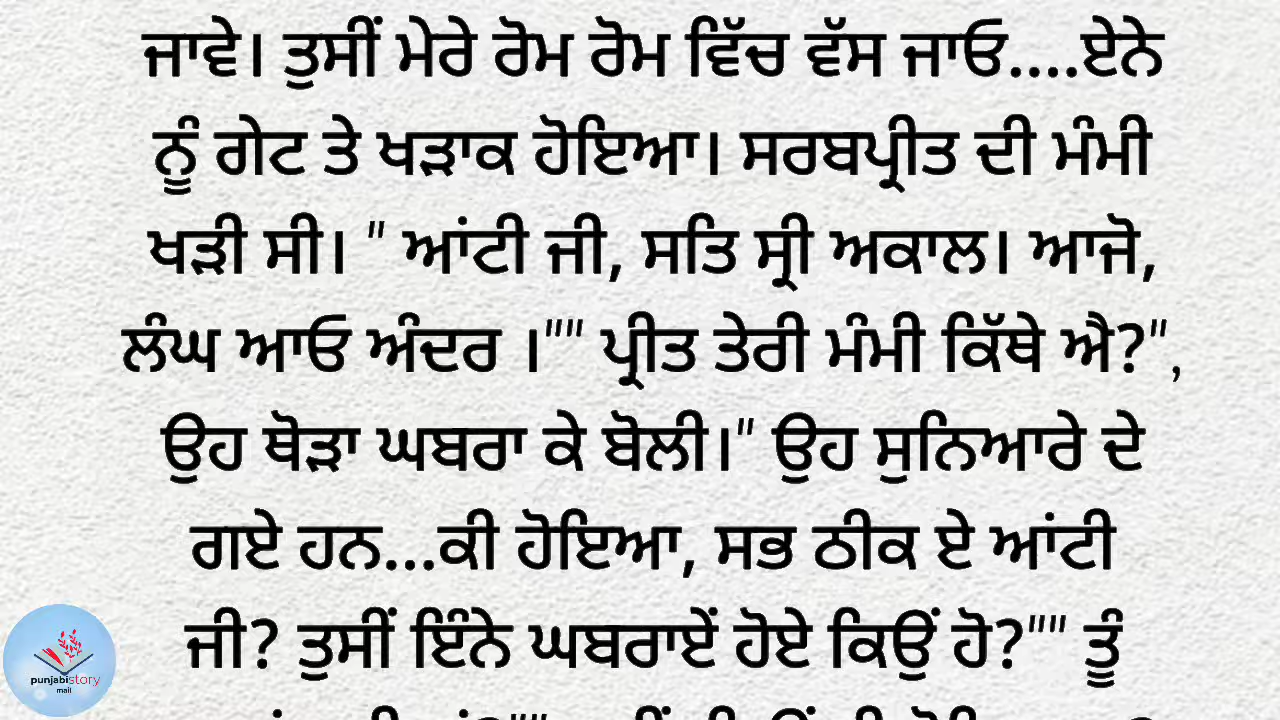 ਜਾਵੇ। ਤੁਸੀਂ ਮੇਰੇ ਰੋਮ ਰੋਮ ਵਿੱਚ ਵੱਸ ਜਾਓ....ਏਨੇ
ਨੂੰ ਗੇਟ ਤੇ ਖੜਾਕ ਹੋਇਆ। ਸਰਬਪ੍ਰੀਤ ਦੀ ਮੰਮੀ
ਖੜੀ ਸੀ। " ਆਂਟੀ ਜੀ, ਸਤਿ ਸ੍ਰੀ ਅਕਾਲ। ਆਜੋ,
ਲੰਘ ਆਓ ਅੰਦਰ ।"" ਪ੍ਰੀਤ ਤੇਰੀ ਮੰਮੀ ਕਿੱਥੇ ਐ?",
ਉਹ ਥੋੜਾ ਘਬਰਾ ਕੇ ਬੋਲੀ।" ਉਹ ਸੁਨਿਆਰੇ ਦੇ
ਗਏ ਹਨ...ਕੀ ਹੋਇਆ, ਸਭ ਠੀਕ ਏ ਆਂਟੀ
ਜੀ? ਤੁਸੀਂ ਇੰਨੇ ਘਬਰਾਏਂ ਹੋਏ ਕਿਉਂ ਹੋ?"" ਤੂੰ
punjabistory
mail